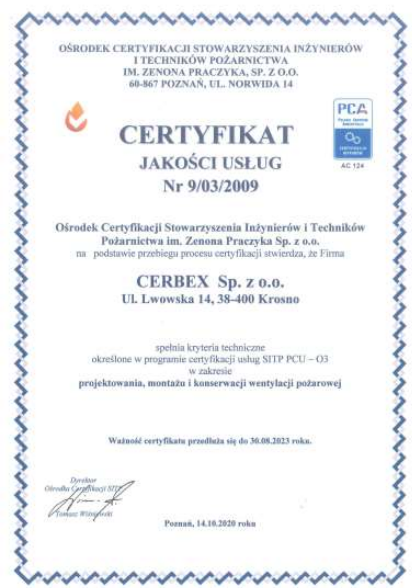 OŚRODEK CERTYFIKACJI STOWARZYSZENIA INŻYNIERÓW
I TECHNIKÓW POŻARNICTWA
IM. ZENONA PRACZYKA, SP. Z O.O.
60-867 POZNAŃ, UL. NORWIDA 14
PCA
CERTYFIKAT
JAKOŚCI USŁUG
AC 124
Nr 9/03/2009
Ośrodek Certyfikacji Stowarzyszenia Inżynierów i Techników
Pożarnictwa im. Zenona Praczyka Sp. z o.o.
na podstawie przebiegu procesu certyfikacji stwierdza, że Firma
CERBEX Sp. z o.o.
Ul. Lwowska 14, 38-400 Krosno
spełnia kryteria techniczne
określone w programie certyfikacji usług SITP PCU – O3
w zakresie
projektowania, montażu i konserwacji wentylacji pożarowej
Ważność certyfikatu przedłuża się do 30.08.2023 roku.
Dyrektor
Ośrodka Certyfikacji SITP
Tomasz Wiśniewski
Poznań, 14.10.2020 roku